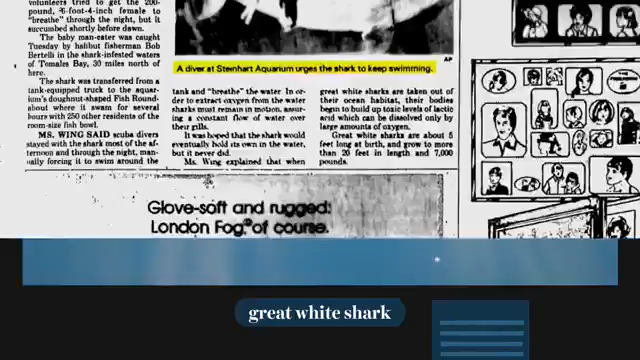 volunteers tried to get the 200-
pound, 6-foot-4-inch female to
"breathe" through the night, but it
succumbed shortly before dawn.
The baby man-eater was caught
Tuesday by halibut fisherman Bob
Bertelli in the shark-infested waters
of Tomales Bay, 30 miles north of
here.
The shark was transferred from a
tank-equipped truck to the aquar-
ium's doughnut-shaped Fish Round-
about where it swam for several
hours with 250 other residents of the
room-size fish bowl.
MS. WING SAID scuba divers
stayed with the shark most of the af-
ternoon and through the night, man-
ually forcing it to swim around the
AP
A diver at Steinhart Aquarium urges the shark to keep swimming.
tank and "breathe" the water. In or-
der to extract oxygen from the water
sharks must remain in motion, assur-
ing a constant flow of water over
their gills.
It was hoped that the shark would
eventually hold its own in the water,
but it never did.
Ms. Wing explained that when
great white sharks are taken out of
their ocean habitat, their bodies
begin to build up toxic levels of lactic
acid which can be dissolved only by
large amounts of oxygen.
Great white sharks are about 5
feet long at birth, and grow to more
than 20 feet in length and 7,000
pounds.
Glove-soft and rugged:
London Fog,® of course.
great white shark